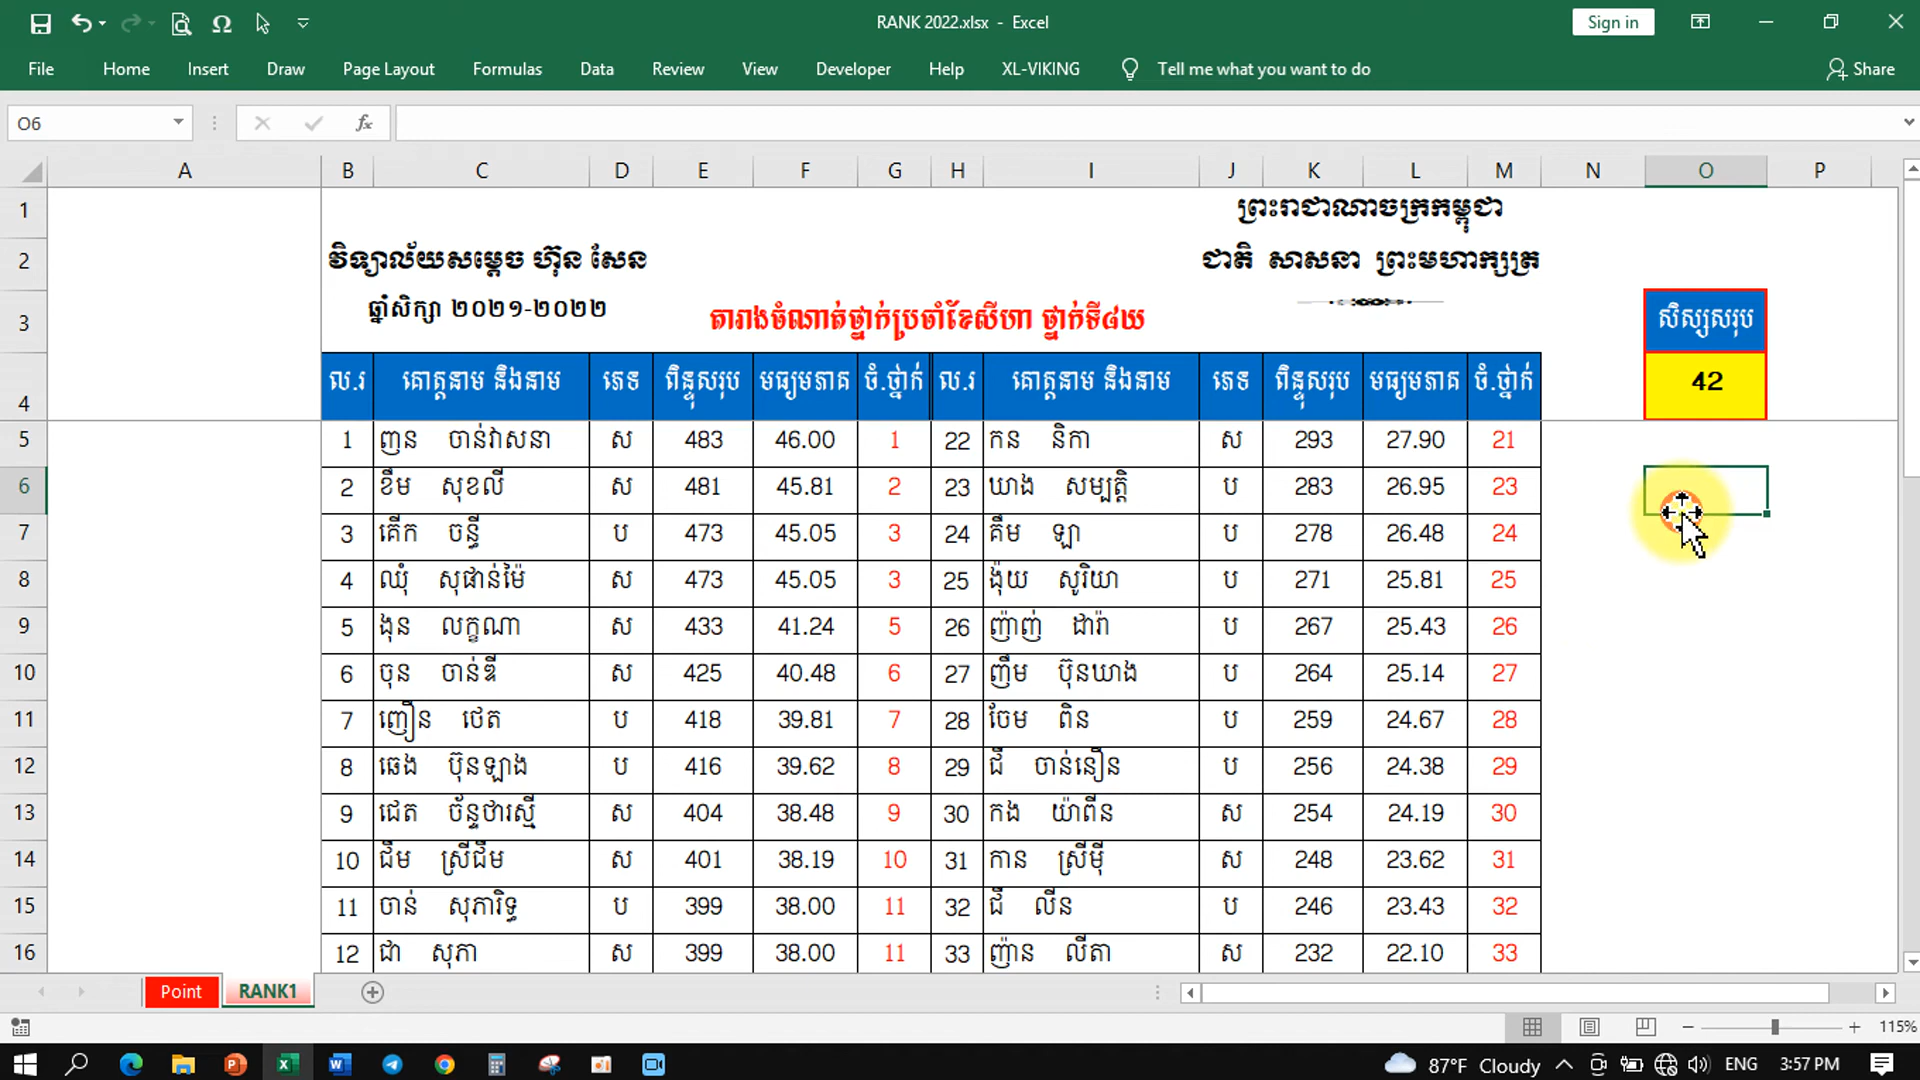 RANK 2022.xlsx - Excel
Sign in
File Home Insert Draw Page Layout Formulas Data Review View Developer Help XL-VIKING Tell me what you want to do Share
O6 fx
A B C D E F G H I J K L M N O P
1 ព្រះរាជាណាចក្រកម្ពុជា
2 វិទ្យាល័យសម្តេច ហ៊ុន សែន ជាតិ សាសនា ព្រះមហាក្សត្រ
3 ឆ្នាំសិក្សា ២០២១-២០២២ តារាងចំណាត់ថ្នាក់ប្រចាំខែសីហា ថ្នាក់ទី៨ឃ សិស្សសរុប
4 ល.រ គោត្តនាម និងនាម ភេទ ពិន្ទុសរុប មធ្យមភាគ ចំ.ថ្នាក់ ល.រ គោត្តនាម និងនាម ភេទ ពិន្ទុសរុប មធ្យមភាគ ចំ.ថ្នាក់ 42
5 1 ញន ចាន់វាសនា ស 483 46.00 1 22 កន និកា ស 293 27.90 21
6 2 ខឹម សុខលី ស 481 45.81 2 23 ឃាង សម្បត្តិ ប 283 26.95 23
7 3 គើក ចន្ធី ប 473 45.05 3 24 គឹម ឡា ប 278 26.48 24
8 4 ឈុំ សុផាន់ម៉ៃ ស 473 45.05 3 25 ង៉ុយ សូរិយា ប 271 25.81 25
9 5 ងុន លក្ខណា ស 433 41.24 5 26 ញ៉ាញ់ ដារ៉ា ប 267 25.43 26
10 6 ចុន ចាន់ឌី ស 425 40.48 6 27 ញឹម ប៊ុនឃាង ប 264 25.14 27
11 7 ញឿន ថេត ប 418 39.81 7 28 ចែម ពិន ប 259 24.67 28
12 8 ឆេង ប៊ុនឡាង ប 416 39.62 8 29 ជី ចាន់នឿន ប 256 24.38 29
13 9 ជេត ច័ន្ទថារស្មី ស 404 38.48 9 30 កង យ៉ាពីន ស 254 24.19 30
14 10 ជឹម ស្រីជឹម ស 401 38.19 10 31 កាន ស្រីម៉ី ស 248 23.62 31
15 11 ចាន់ សុភារិទ្ធ ប 399 38.00 11 32 ជី លីន ប 246 23.43 32
16 12 ជា សុភា ស 399 38.00 11 33 ញ៉ាន លីតា ស 232 22.10 33
Point RANK1
115%
87°F Cloudy ENG 3:57 PM